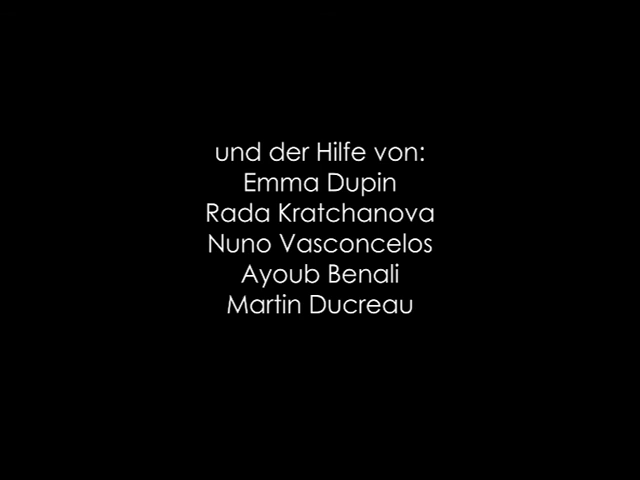 und der Hilfe von:
Emma Dupin
Rada Kratchanova
Nuno Vasconcelos
Ayoub Benali
Martin Ducreau